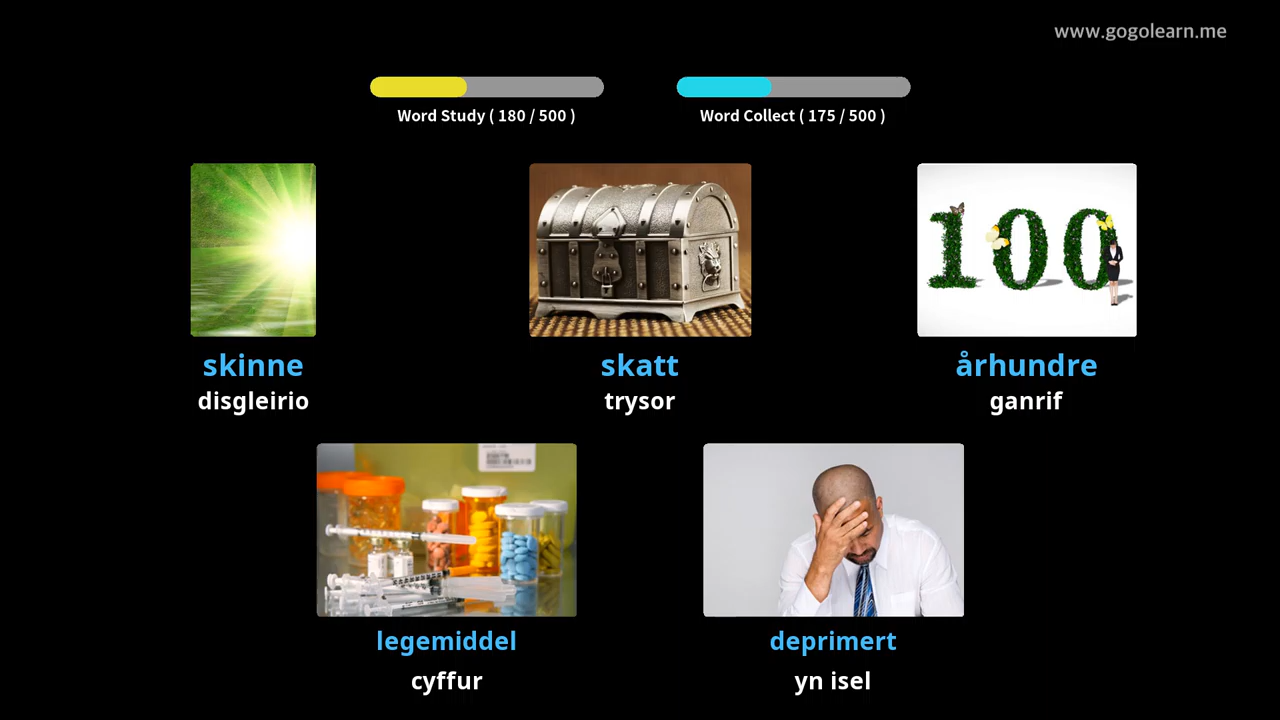 www.gogolearn.me
Word Study ( 180 / 500 )
Word Collect ( 175 / 500 )
skinne
disgleirio
skatt
trysor
århundre
ganrif
legemiddel
cyffur
deprimert
yn isel